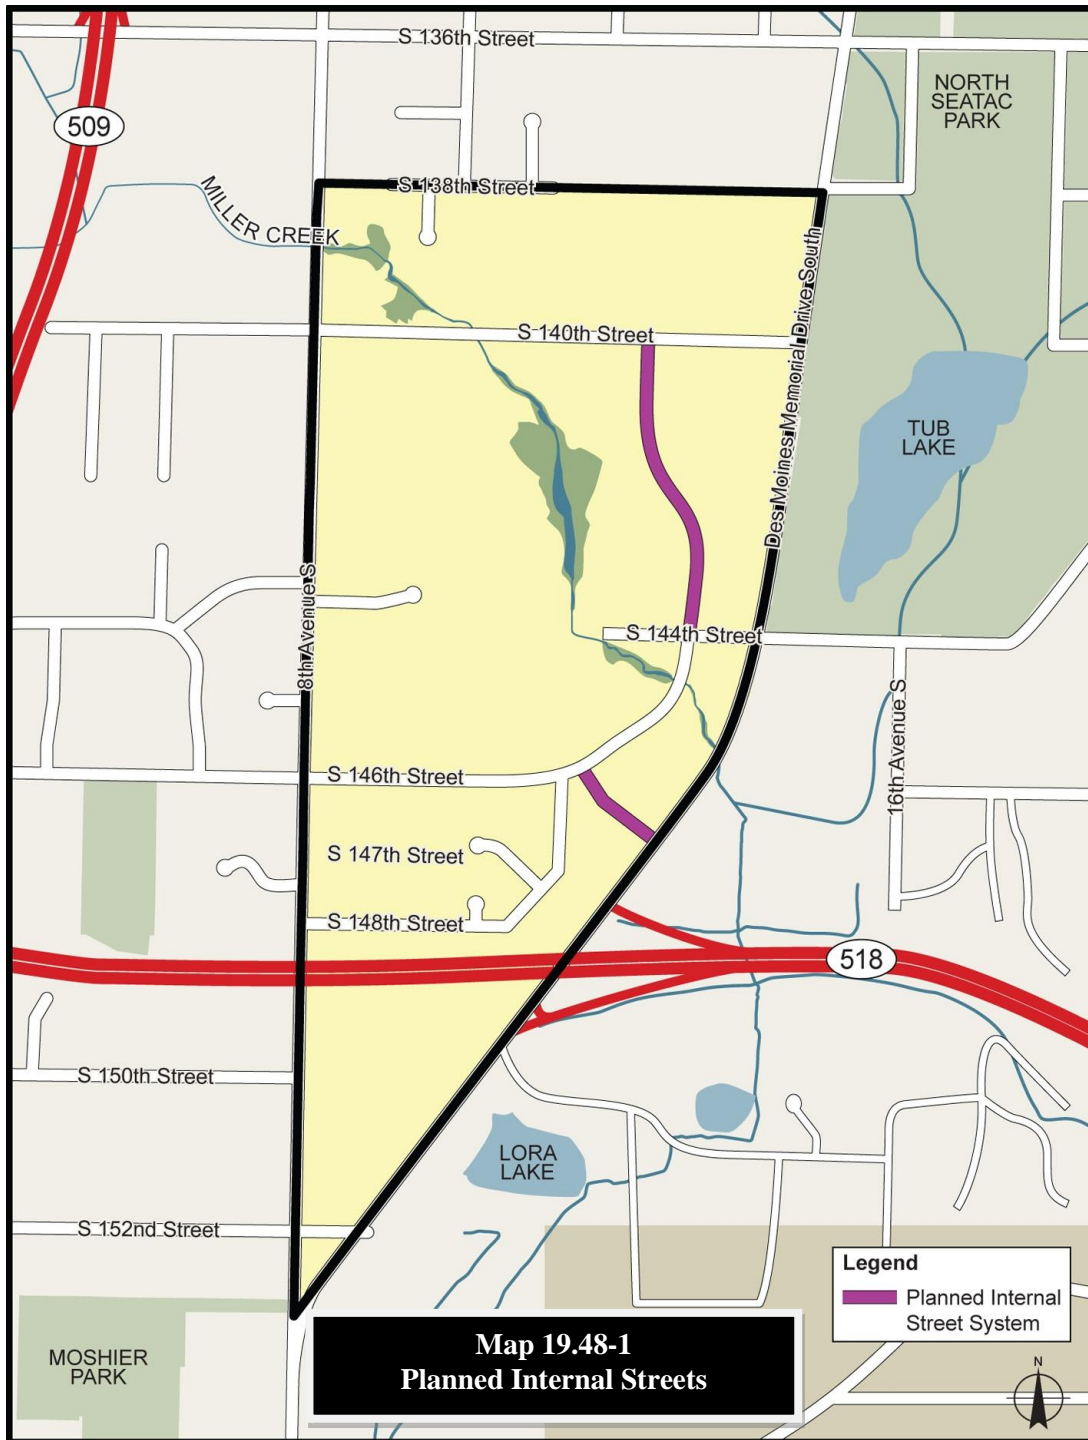 S 136th Street
NORTH
SEATAC
PARK
509
S 138th Street
MILLER CREEK
Des Moines Memorial Drive South
S 140th Street
TUB
LAKE
8th Avenue S
S 144th Street
16th Avenue S
S 146th Street
S 147th Street
S 148th Street
518
S 150th Street
LORA
LAKE
S 152nd Street
Legend
Planned Internal
Street System
MOSHIER
PARK
Map 19.48-1
Planned Internal Streets
N